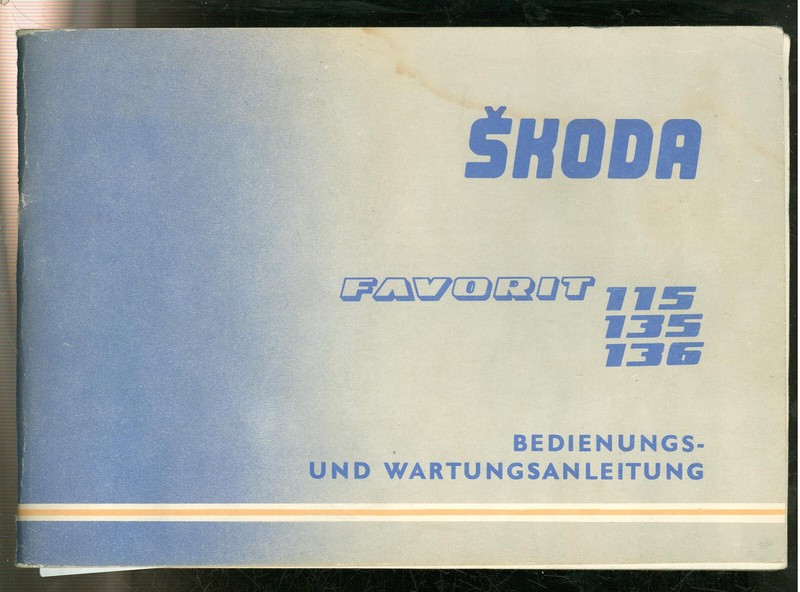 ŠKODA
FAVORIT 115
135
136
BEDIENUNGS-
UND WARTUNGSANLEITUNG